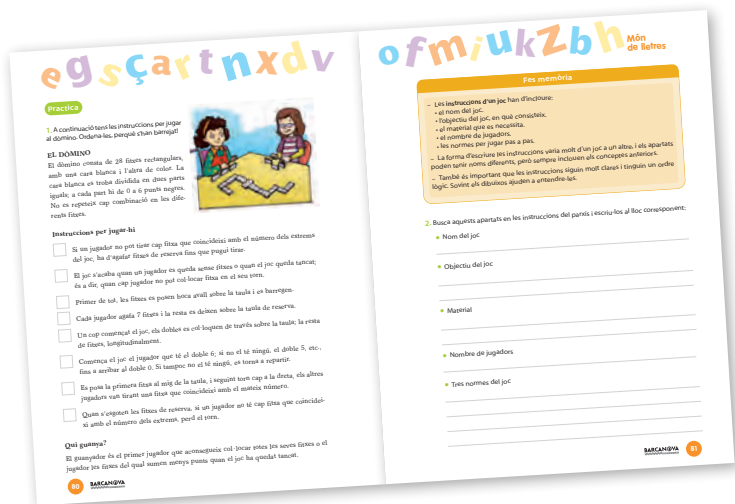 egsçartnxdv
Practica
1. A continuació tens les instruccions per jugar
al dòmino. Ordena-les, perquè s'han barrejat!
EL DÒMINO
El dòmino consta de 28 fitxes rectangulars,
amb una cara blanca i l'altra de color. La
cara blanca es troba dividida en dues parts
iguals; a cada part hi ha de 0 a 6 punts negres.
No es repeteix cap combinació en les dife-
rents fitxes.
Instruccions per jugar-hi
Si un jugador no pot tirar cap fitxa que coincideixi amb el número dels extrems
del joc, ha d'agafar fitxes de reserva fins que pugui tirar.
El joc s'acaba quan un jugador es queda sense fitxes o quan el joc queda tancat;
és a dir, quan cap jugador no pot col·locar fitxa en el seu torn.
Primer de tot, les fitxes es posen boca avall sobre la taula i es barregen.
Cada jugador agafa 7 fitxes i la resta es deixen sobre la taula de reserva.
Un cop començat el joc, els dobles es col·loquen de través sobre la taula; la resta
de fitxes, longitudinalment.
Comença el joc el jugador que té el doble 6; si no el té ningú, el doble 5, etc.,
fins a arribar al doble 0. Si tampoc no el té ningú, es torna a repartir.
Es posa la primera fitxa al mig de la taula, i seguint torn cap a la dreta, els altres
jugadors van tirant una fitxa que coincideixi amb el mateix número.
Quan s'esgoten les fitxes de reserva, si un jugador no té cap fitxa que coincidei-
xi amb el número dels extrems, perd el torn.
Qui guanya?
El guanyador és el primer jugador que aconsegueix col·locar totes les seves fitxes o el
jugador les fitxes del qual sumen menys punts quan el joc ha quedat tancat.
80 BARCANOVA
ofmiukzbh
Món
de lletres
Fes memòria
– Les instruccions d'un joc han d'incloure:
• el nom del joc.
• l'objectiu del joc, en què consisteix.
• el material que es necessita.
• el nombre de jugadors.
• les normes per jugar pas a pas.
– La forma d'escriure les instruccions varia molt d'un joc a un altre, i els apartats
poden tenir noms diferents, però sempre inclouen els conceptes anteriors.
– També és important que les instruccions siguin molt clares i tinguin un ordre
lògic. Sovint els dibuixos ajuden a entendre-les.
2. Busca aquests apartats en les instruccions del parxís i escriu-los al lloc corresponent:
• Nom del joc
• Objectiu del joc
• Material
• Nombre de jugadors
• Tres normes del joc
BARCANOVA 81